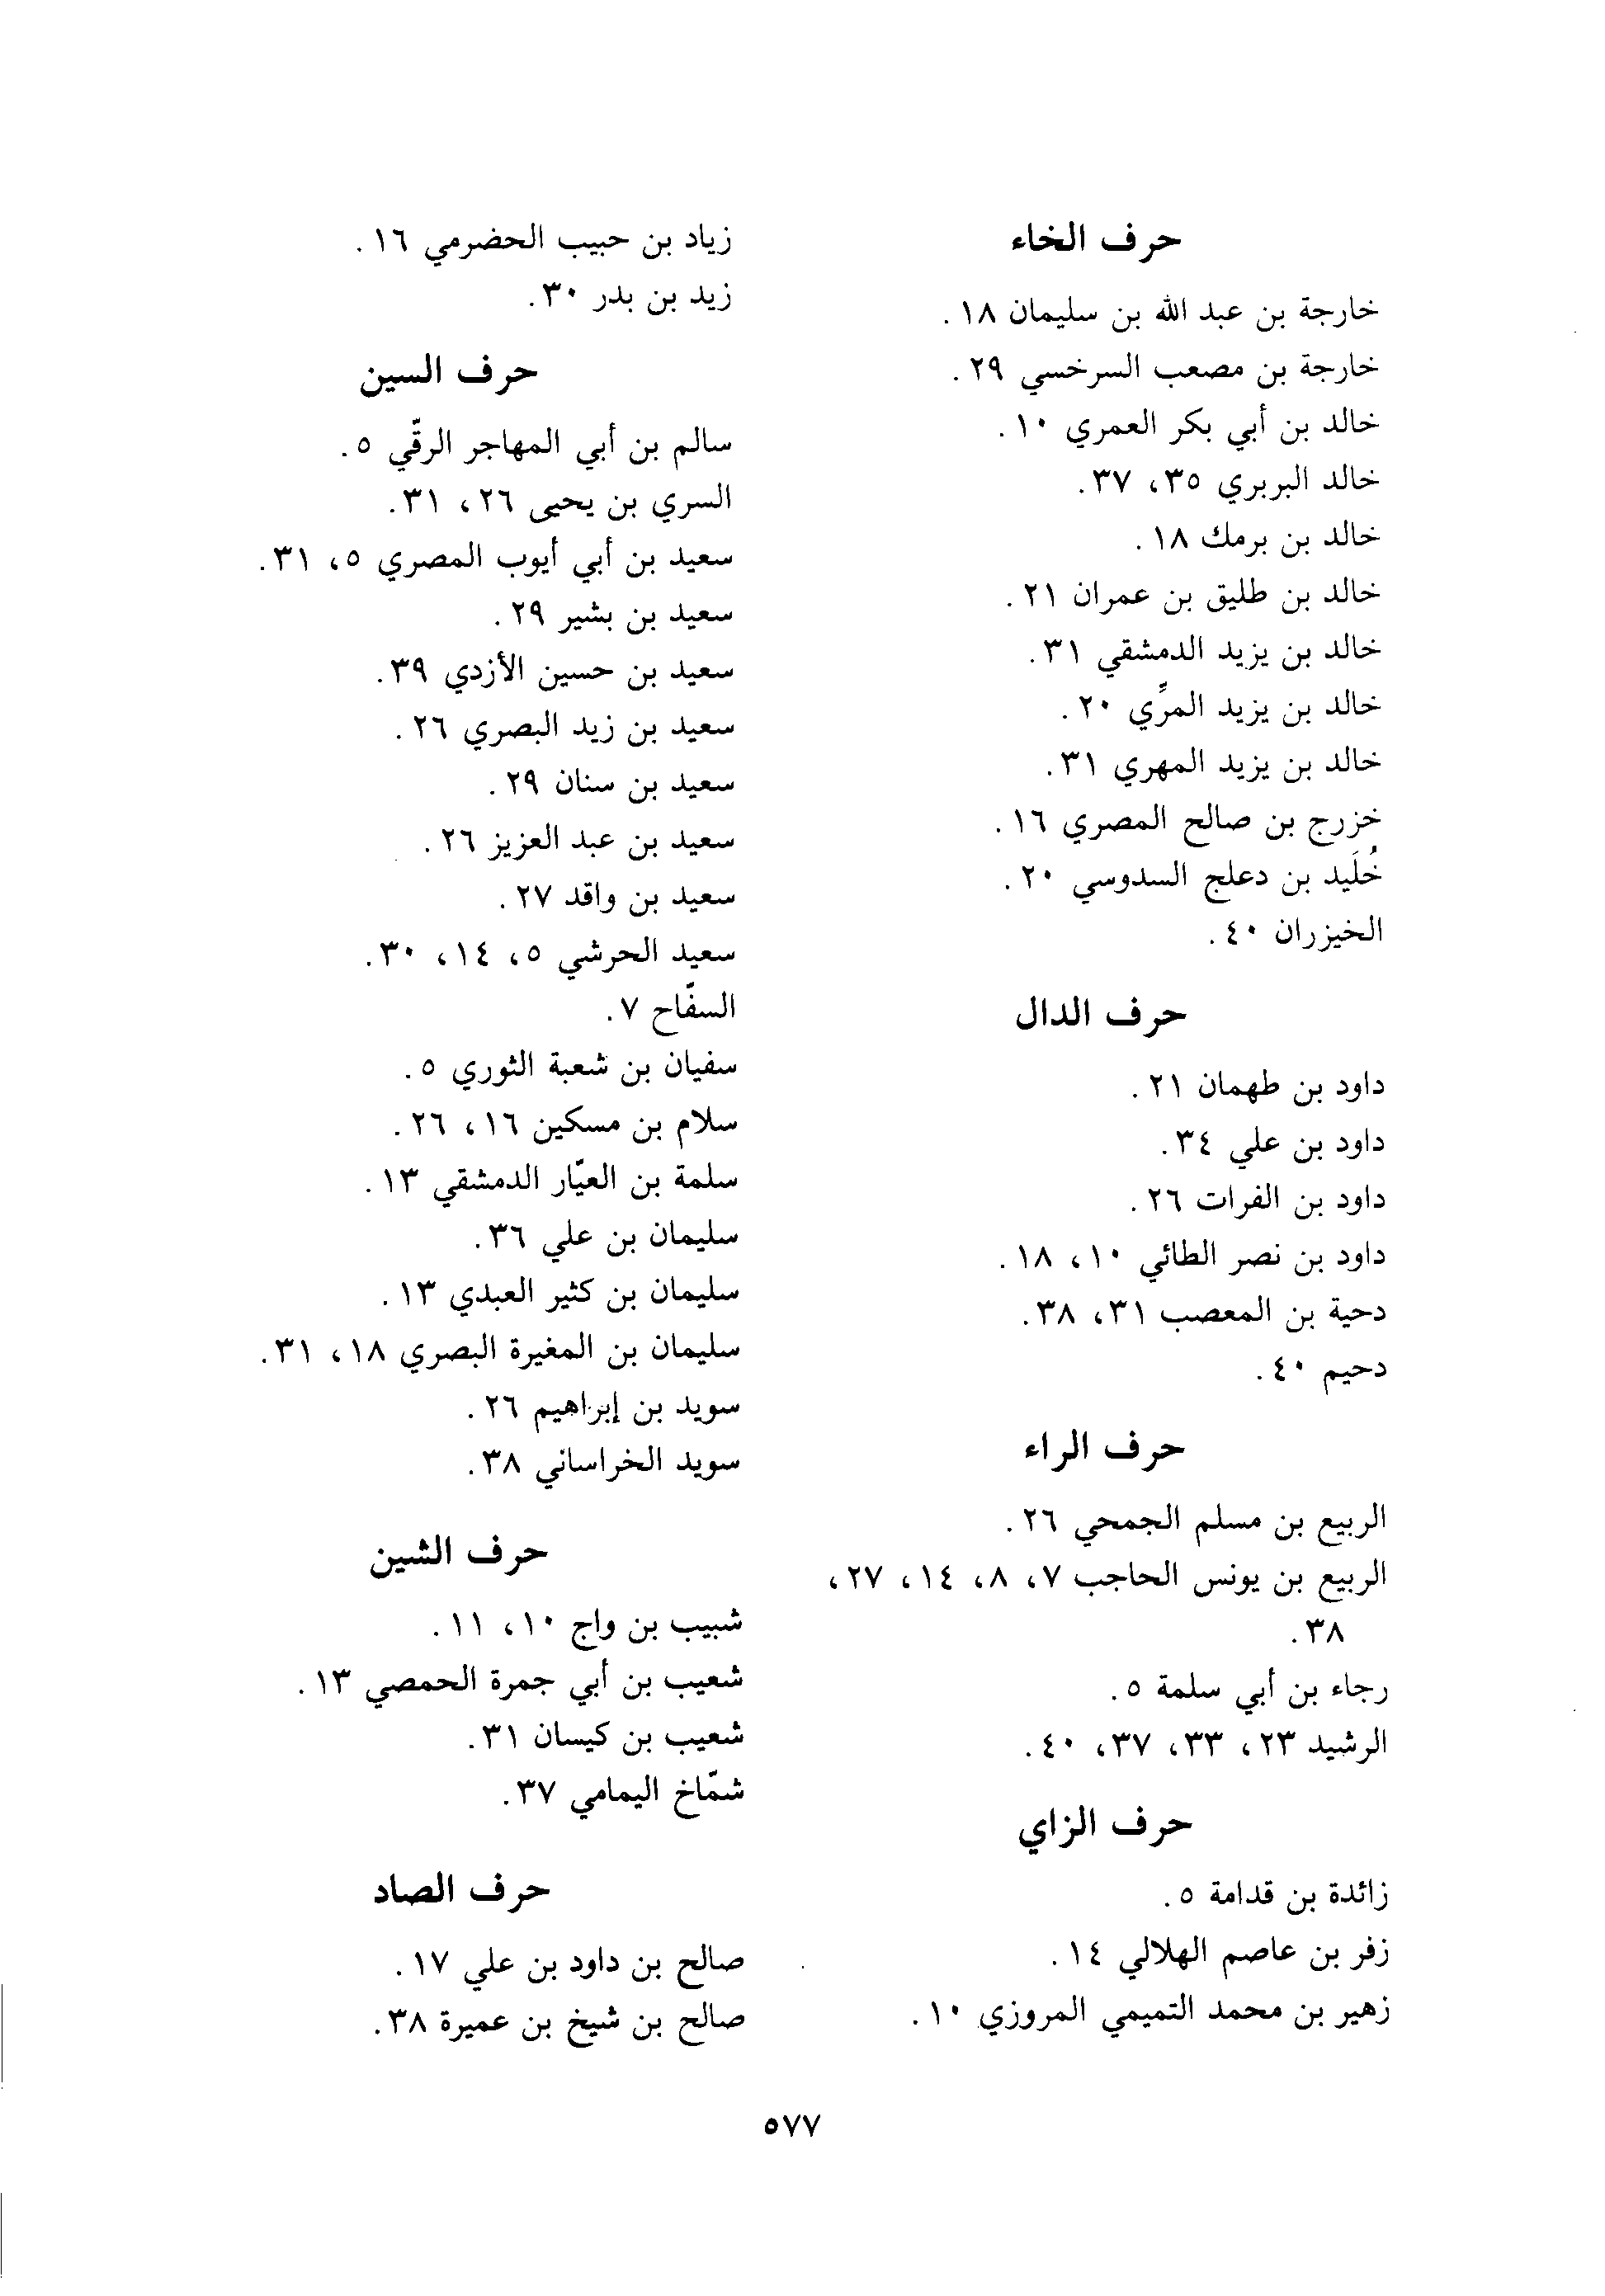 حرف الخاء
خارجة بن عبد الله بن سليمان ١٨.
خارجة بن مصعب السرخسي ٢٩.
خالد بن أبي بكر العمري ١٠.
خالد البربري ٣٥، ٣٧.
خالد بن برمك ١٨.
خالد بن طليق بن عمران ٢١.
خالد بن يزيد الدمشقي ٣١.
خالد بن يزيد المرِّي ٢٠.
خالد بن يزيد المهري ٣١.
خزرج بن صالح المصري ١٦.
خُلَيد بن دعلج السدوسي ٢٠.
الخيزران ٤٠.
حرف الدال
داود بن طهمان ٢١.
داود بن علي ٣٤.
داود بن الفرات ٢٦.
داود بن نصر الطائي ١٠، ١٨.
دحية بن المعصب ٣١، ٣٨.
دحيم ٤٠.
حرف الراء
الربيع بن مسلم الجمحي ٢٦.
الربيع بن يونس الحاجب ٧، ٨، ١٤، ٢٧،
٣٨.
رجاء بن أبي سلمة ٥.
الرشيد ٢٣، ٣٣، ٣٧، ٤٠.
حرف الزاي
زائدة بن قدامة ٥.
زفر بن عاصم الهلالي ١٤.
زهير بن محمد التميمي المروزي ١٠.
زياد بن حبيب الحضرمي ١٦.
زيد بن بدر ٣٠.
حرف السين
سالم بن أبي المهاجر الرقّي ٥.
السري بن يحيى ٢٦، ٣١.
سعيد بن أبي أيوب المصري ٥، ٣١.
سعيد بن بشير ٢٩.
سعيد بن حسين الأزدي ٣٩.
سعيد بن زيد البصري ٢٦.
سعيد بن سنان ٢٩.
سعيد بن عبد العزيز ٢٦.
سعيد بن واقد ٢٧.
سعيد الحرشي ٥، ١٤، ٣٠.
السفّاح ٧.
سفيان بن شعبة الثوري ٥.
سلام بن مسكين ١٦، ٢٦.
سلمة بن العيّار الدمشقي ١٣.
سليمان بن علي ٣٦.
سليمان بن كثير العبدي ١٣.
سليمان بن المغيرة البصري ١٨، ٣١.
سويد بن إبراهيم ٢٦.
سويد الخراساني ٣٨.
حرف الشين
شبيب بن واج ١٠، ١١.
شعيب بن أبي جمرة الحمصي ١٣.
شعيب بن كيسان ٣١.
شمّاخ اليمامي ٣٧.
حرف الصاد
صالح بن داود بن علي ١٧.
صالح بن شيخ بن عميرة ٣٨.
٥٧٧